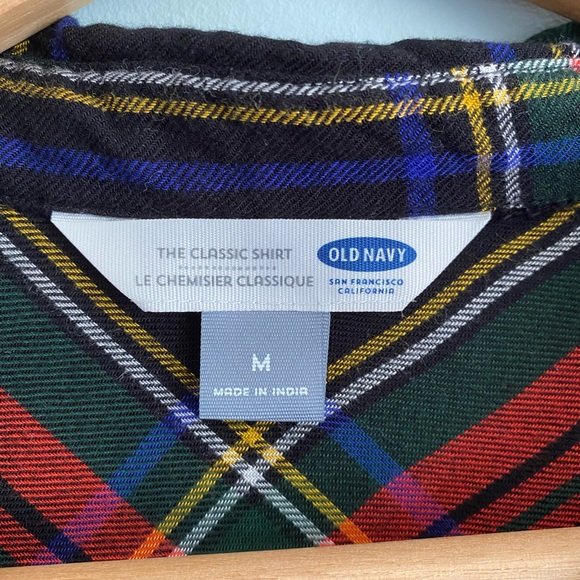 THE CLASSIC SHIRT
LE CHEMISIER CLASSIQUE
OLD NAVY
SAN FRANCISCO
CALIFORNIA
M
MADE IN INDIA